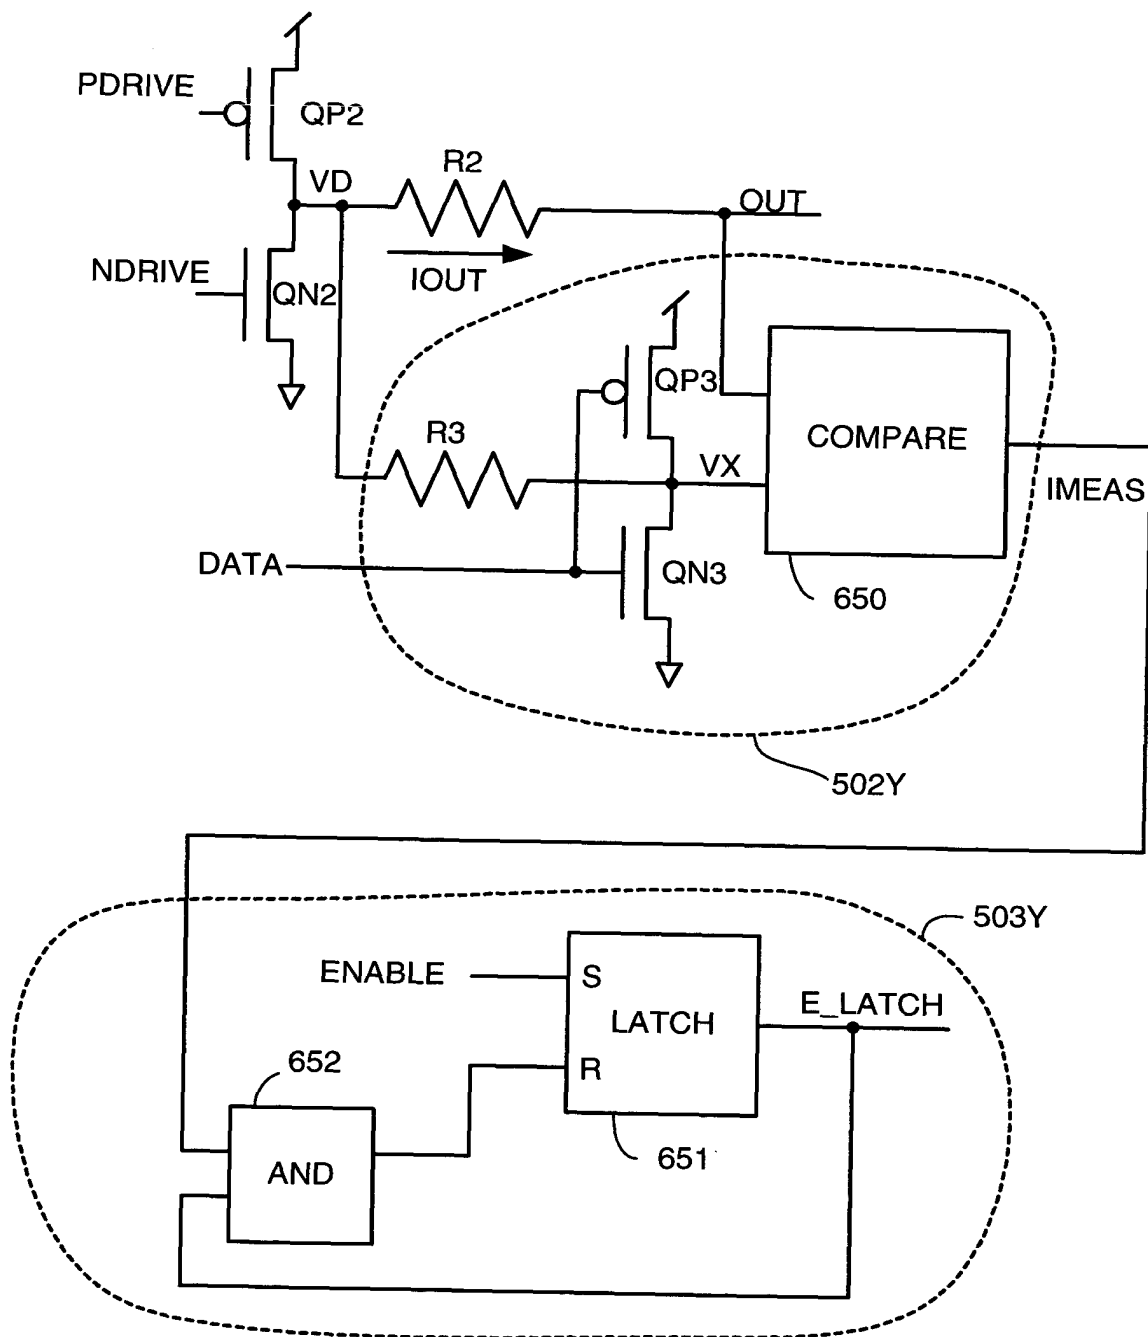 PDRIVE
QP2
R2
VD
OUT
NDRIVE
QN2
IOUT
QP3
R3
COMPARE
VX
IMEAS
DATA
QN3
650
502Y
503Y
ENABLE
S
E_LATCH
LATCH
652
R
651
AND